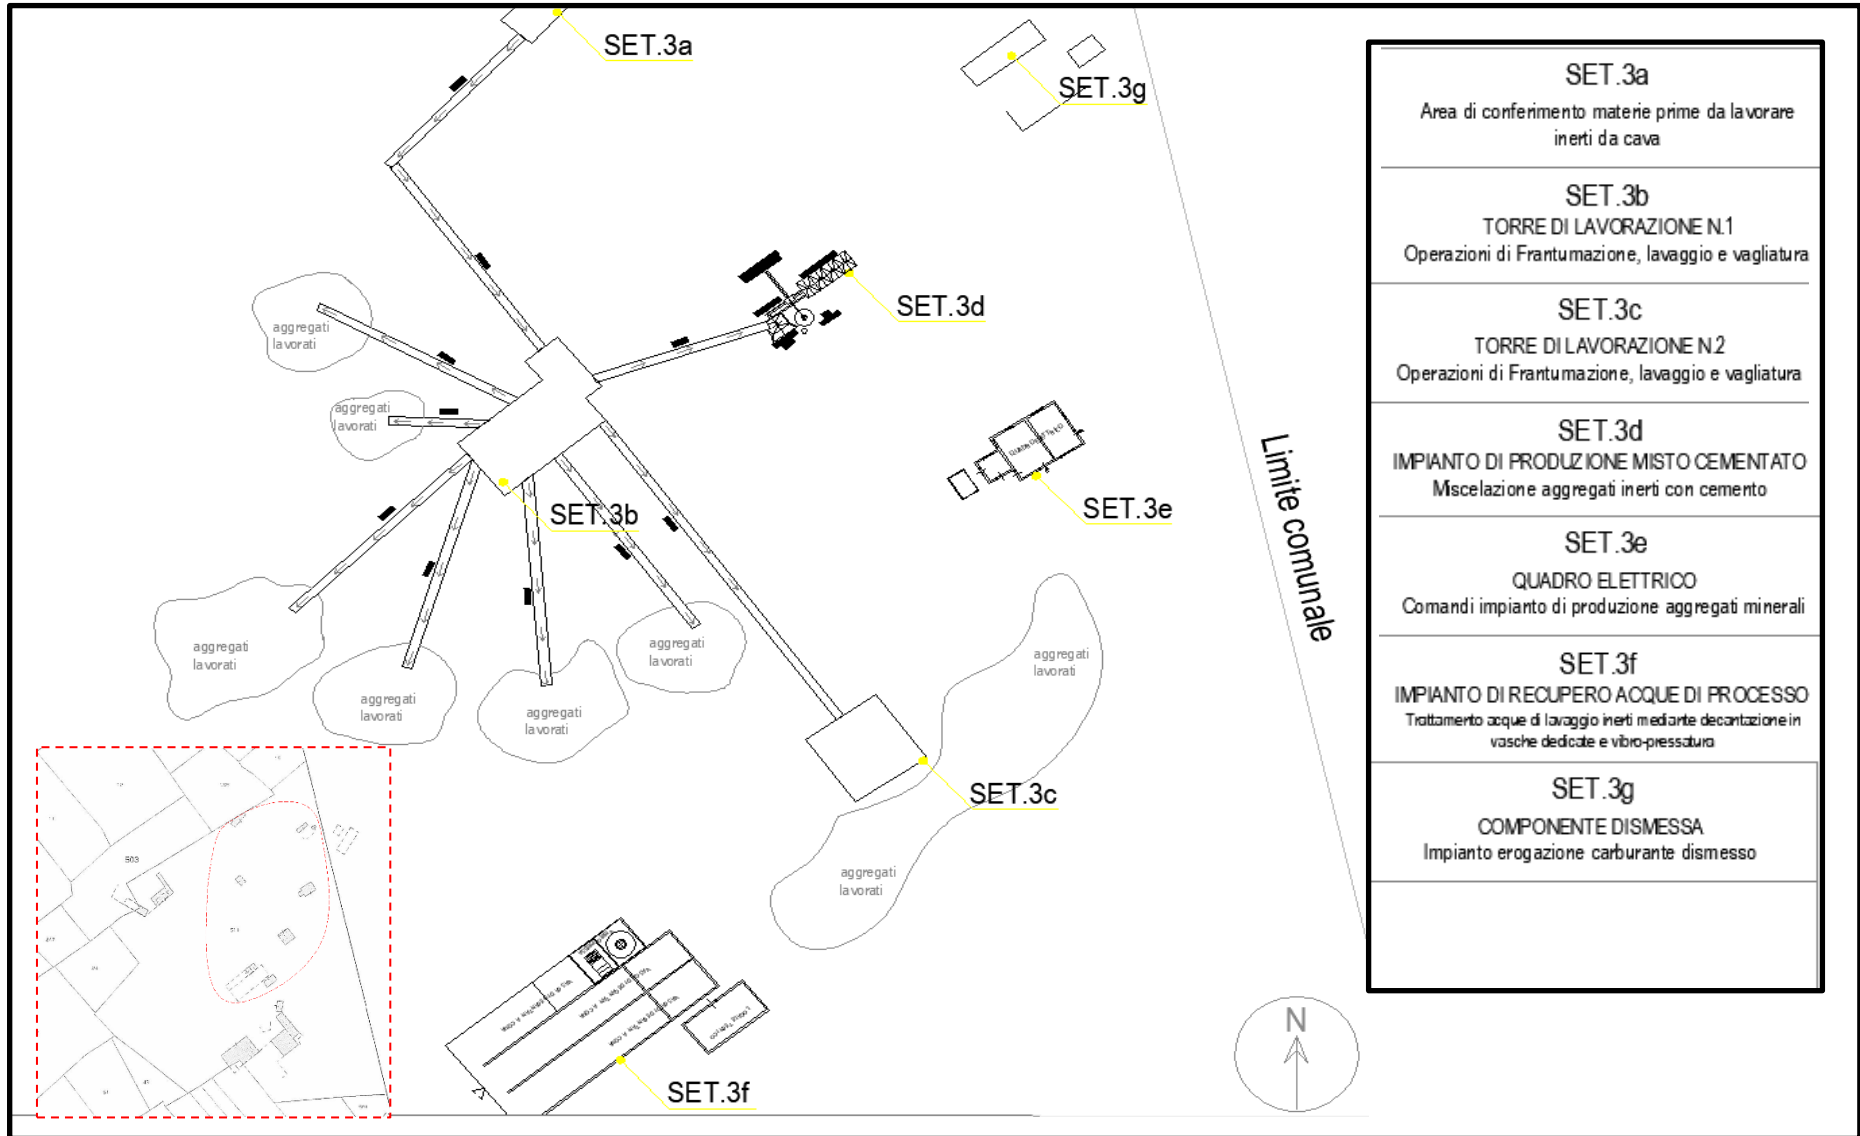 SET.3a
SET.3g
SET.3d
aggregati
lavorati
aggregati
lavorati
SET.3b
SET.3e
Limite comunale
aggregati
lavorati
aggregati
lavorati
aggregati
lavorati
aggregati
lavorati
aggregati
lavorati
SET.3c
aggregati
lavorati
SET.3f
N
503
SET.3a
Area di conferimento materie prime da lavorare
inerti da cava
SET.3b
TORRE DI LAVORAZIONE N.1
Operazioni di Frantumazione, lavaggio e vagliatura
SET.3c
TORRE DI LAVORAZIONE N.2
Operazioni di Frantumazione, lavaggio e vagliatura
SET.3d
IMPIANTO DI PRODUZIONE MISTO CEMENTATO
Miscelazione aggregati inerti con cemento
SET.3e
QUADRO ELETTRICO
Comandi impianto di produzione aggregati minerali
SET.3f
IMPIANTO DI RECUPERO ACQUE DI PROCESSO
Trattamento acque di lavaggio inerti mediante decantazione in
vasche dedicate e vibro-pressatura
SET.3g
COMPONENTE DISMESSA
Impianto erogazione carburante dismesso